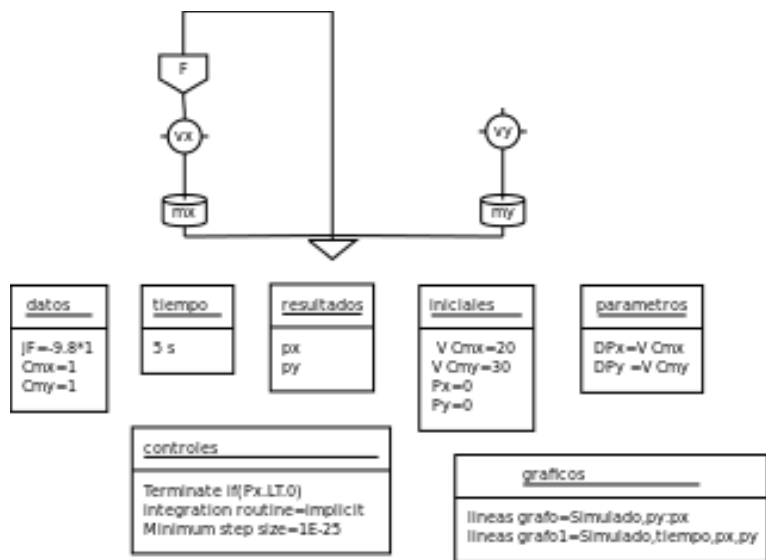 F
vx
vy
mx
my
datos
JF=-9.8*1
Cmx=1
Cmy=1
tiempo
5 s
resultados
px
py
iniciales
V Cmx=20
V Cmy=30
Px=0
Py=0
parametros
DPx=V Cmx
DPy =V Cmy
controles
Terminate if(Px.LT.0)
integration routine=implicit
Minimum step size=1E-25
graficos
lineas grafo=Simulado,py:px
lineas grafo1=Simulado,tiempo,px,py